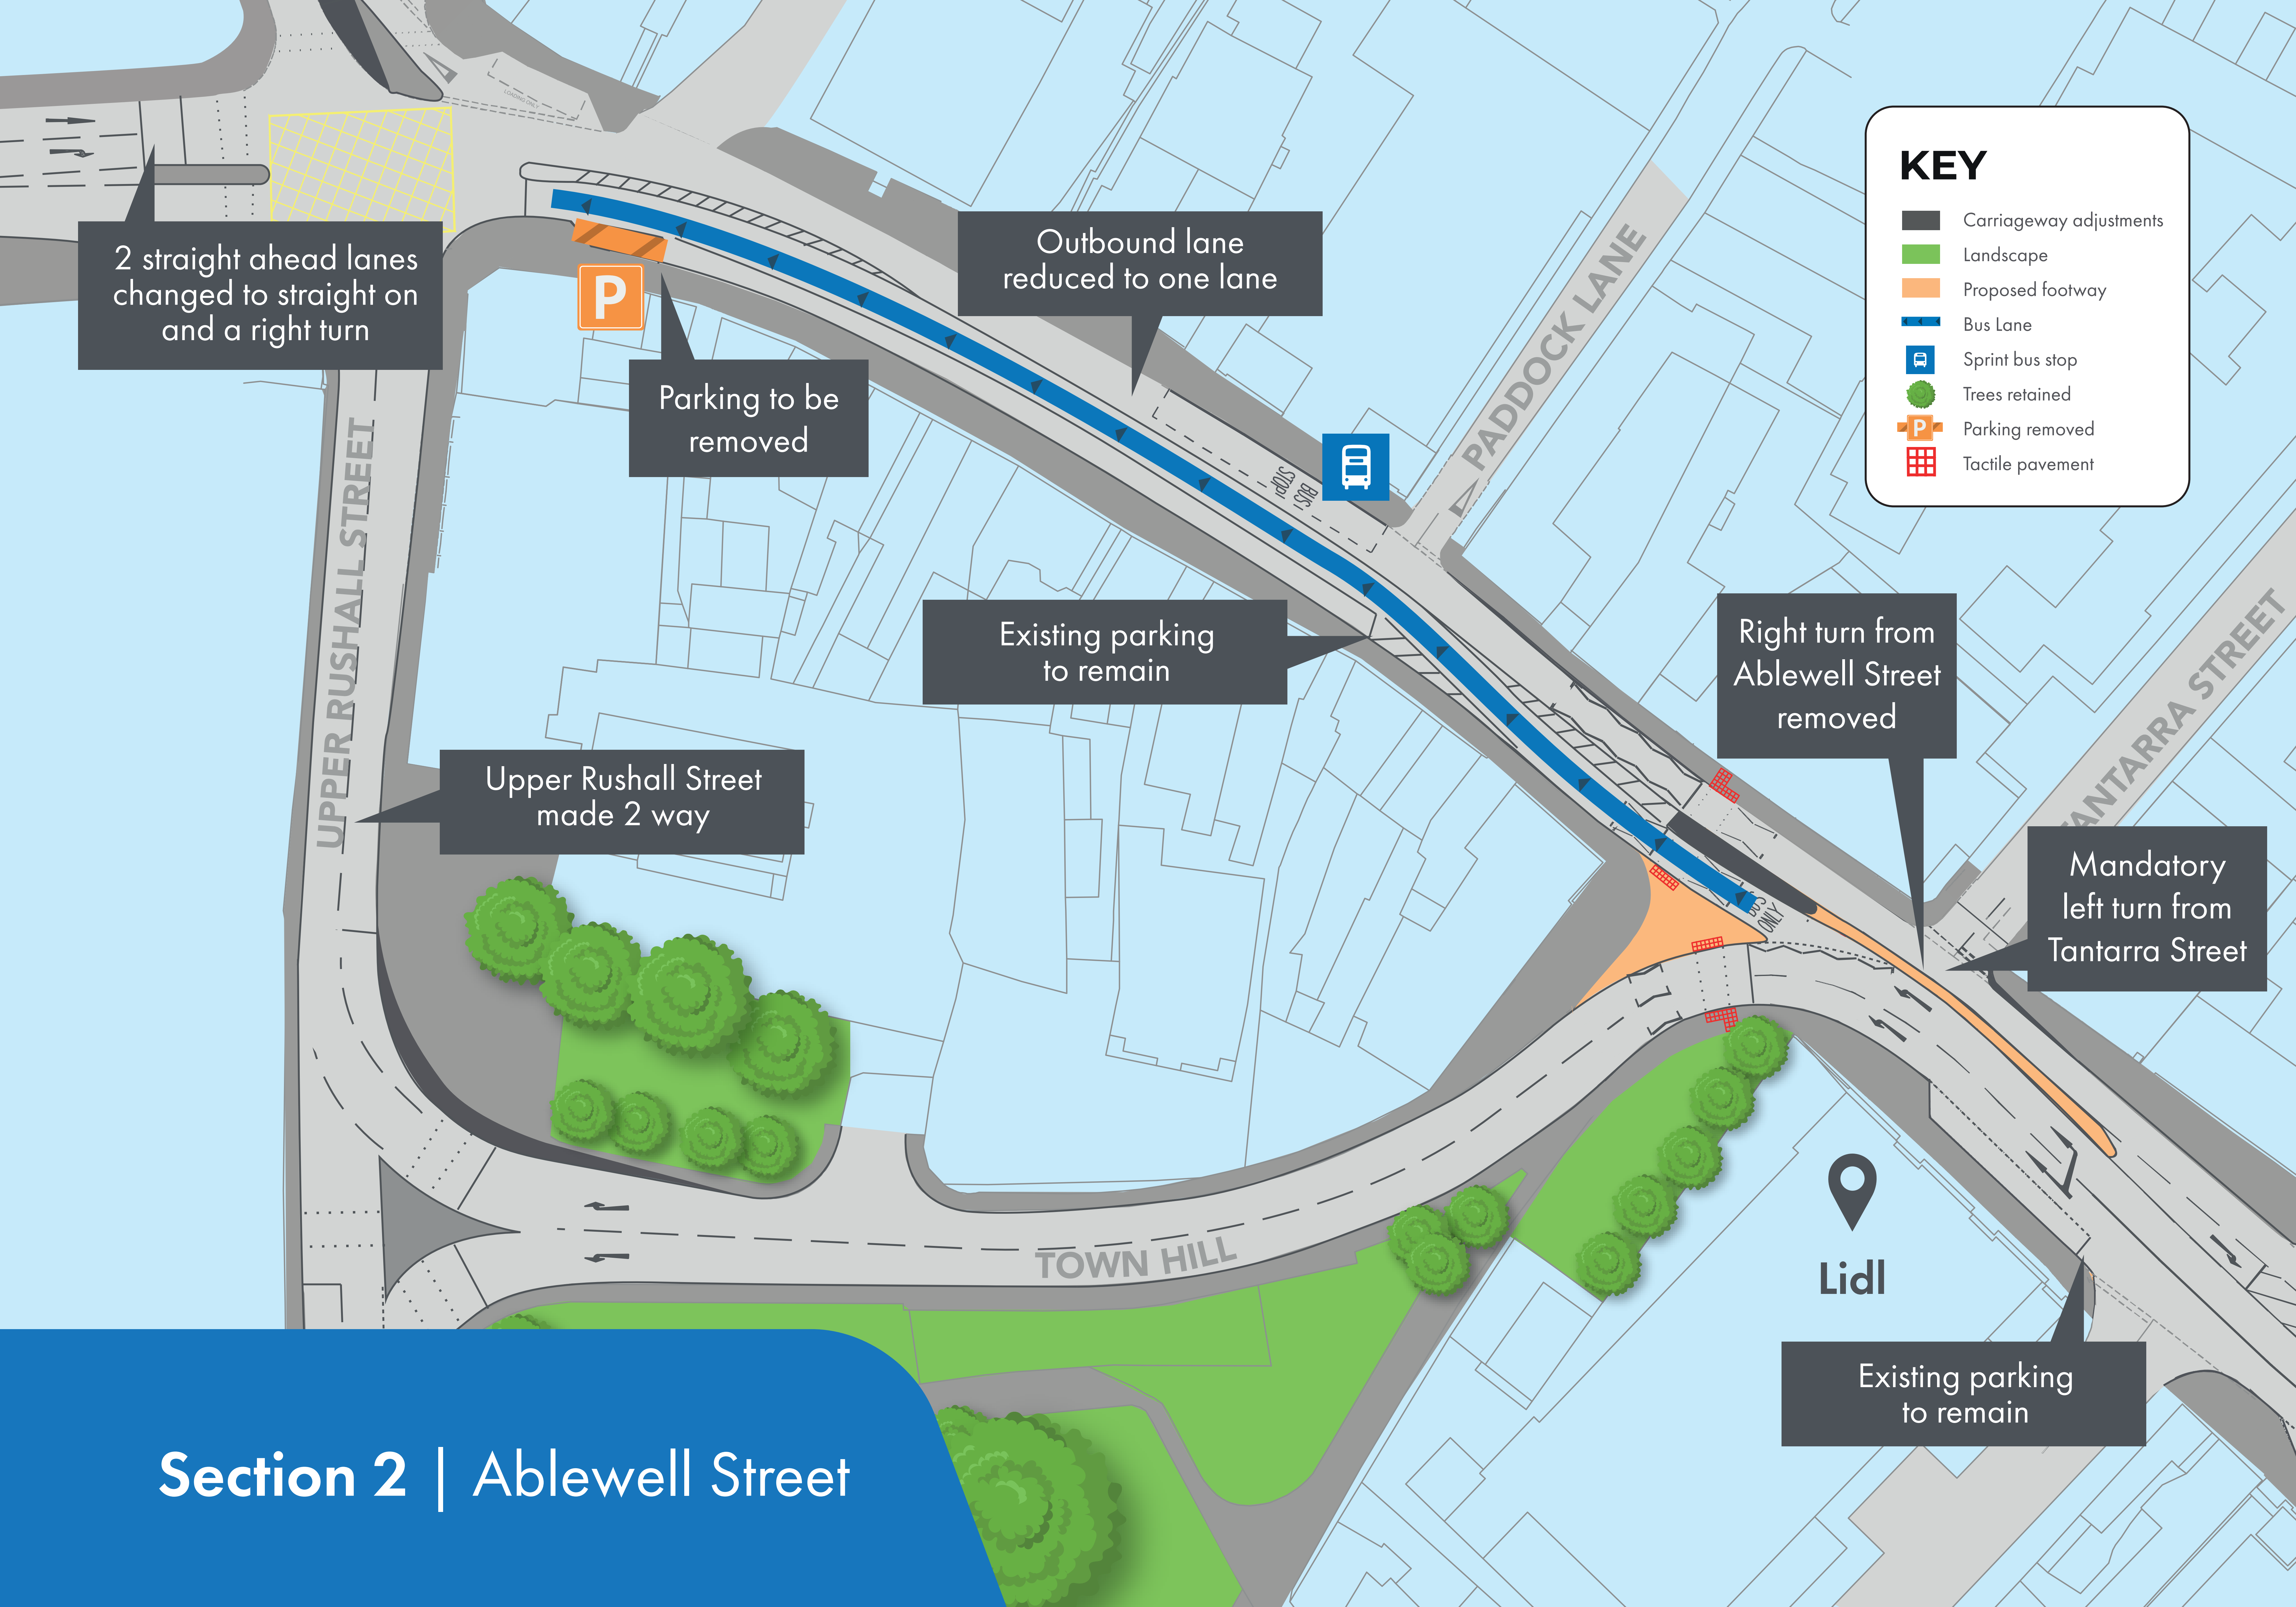 LOADING ONLY
2 straight ahead lanes
changed to straight on
and a right turn
P
Parking to be
removed
Outbound lane
reduced to one lane
BUS
STOP
PADDOCK LANE
KEY
Carriageway adjustments
Landscape
Proposed footway
Bus Lane
Sprint bus stop
Trees retained
P
Parking removed
Tactile pavement
UPPER RUSHALL STREET
Existing parking
to remain
Right turn from
Ablewell Street
removed
TANTARRA STREET
Upper Rushall Street
made 2 way
Mandatory
left turn from
Tantarra Street
BUS
ONLY
TOWN HILL
Lidl
Existing parking
to remain
Section 2 | Ablewell Street